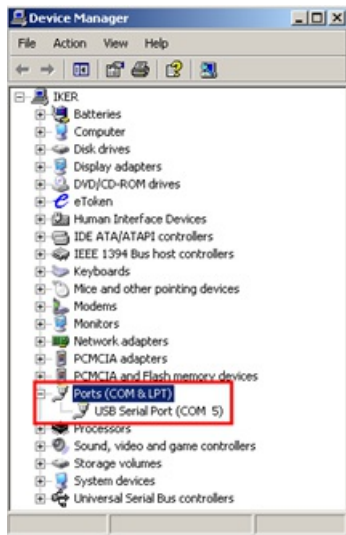 Device Manager
File Action View Help
IKER
Batteries
Computer
Disk drives
Display adapters
DVD/CD-ROM drives
eToken
Human Interface Devices
IDE ATA/ATAPI controllers
IEEE 1394 Bus host controllers
Keyboards
Mice and other pointing devices
Modems
Monitors
Network adapters
PCMCIA adapters
PCMCIA and Flash memory devices
Ports (COM & LPT)
USB Serial Port (COM 5)
Processors
Sound, video and game controllers
Storage volumes
System devices
Universal Serial Bus controllers